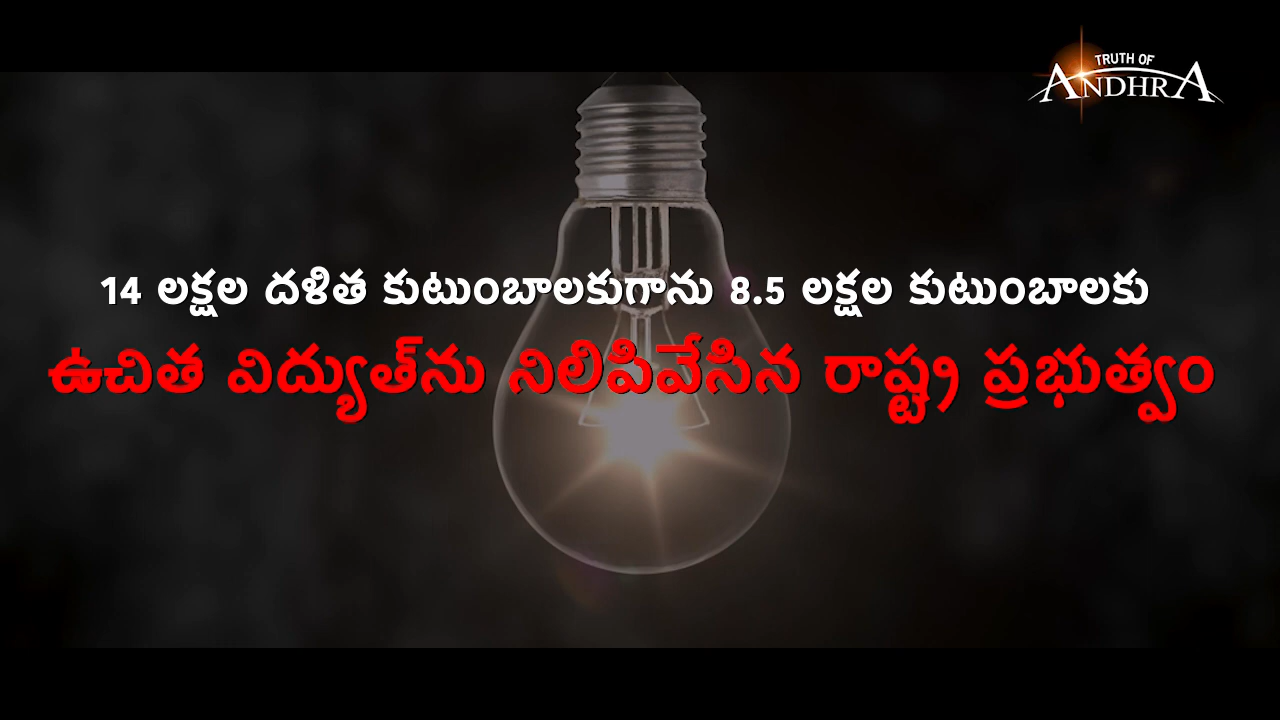 TRUTH OF
ANDHRA
14 లక్షల దళిత కుటుంబాలకుగాను 8.5 లక్షల కుటుంబాలకు
ఉచిత విద్యుత్‌ను నిలిపివేసిన రాష్ట్ర ప్రభుత్వం